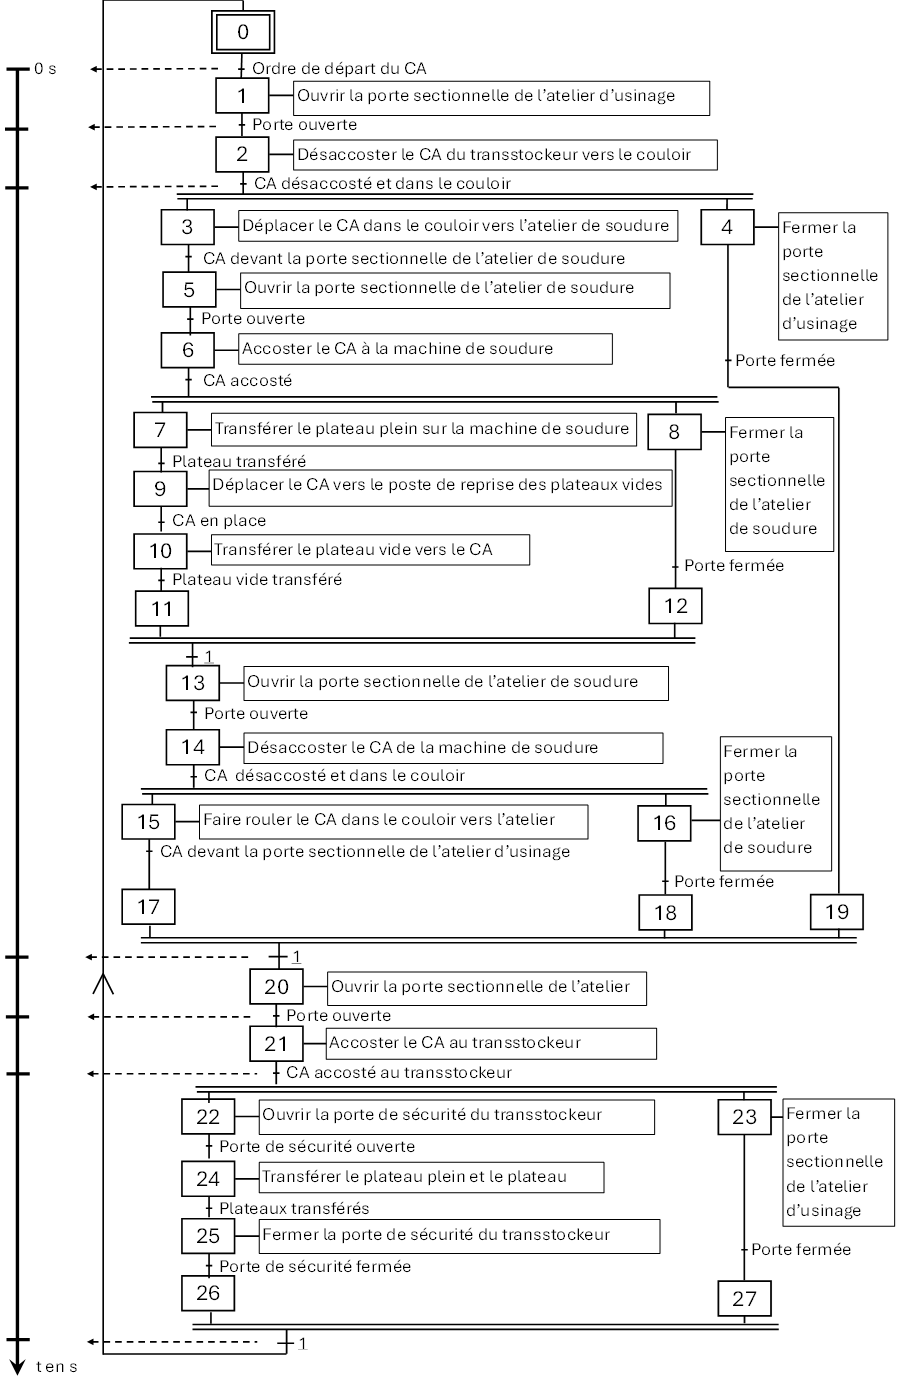 0
0 s
Ordre de départ du CA
1
Ouvrir la porte sectionnelle de l'atelier d'usinage
Porte ouverte
2
Désaccoster le CA du transstockeur vers le couloir
CA désaccosté et dans le couloir
3
Déplacer le CA dans le couloir vers l'atelier de soudure
4
Fermer la
porte
sectionnelle
de l'atelier
d'usinage
CA devant la porte sectionnelle de l'atelier de soudure
5
Ouvrir la porte sectionnelle de l'atelier de soudure
Porte ouverte
6
Accoster le CA à la machine de soudure
Porte fermée
CA accosté
7
Transférer le plateau plein sur la machine de soudure
8
Fermer la
porte
sectionnelle
de l'atelier
de soudure
Plateau transféré
9
Déplacer le CA vers le poste de reprise des plateaux vides
CA en place
10
Transférer le plateau vide vers le CA
Porte fermée
Plateau vide transféré
11
12
1
13
Ouvrir la porte sectionnelle de l'atelier de soudure
Porte ouverte
14
Désaccoster le CA de la machine de soudure
CA désaccosté et dans le couloir
Fermer la
porte
sectionnelle
de l'atelier
de soudure
15
Faire rouler le CA dans le couloir vers l'atelier
16
CA devant la porte sectionnelle de l'atelier d'usinage
Porte fermée
17
18
19
1
20
Ouvrir la porte sectionnelle de l'atelier
Porte ouverte
21
Accoster le CA au transstockeur
CA accosté au transstockeur
22
Ouvrir la porte de sécurité du transstockeur
23
Fermer la
porte
sectionnelle
de l'atelier
d'usinage
Porte de sécurité ouverte
24
Transférer le plateau plein et le plateau
Plateaux transférés
25
Fermer la porte de sécurité du transstockeur
Porte fermée
Porte de sécurité fermée
26
27
1
t en s